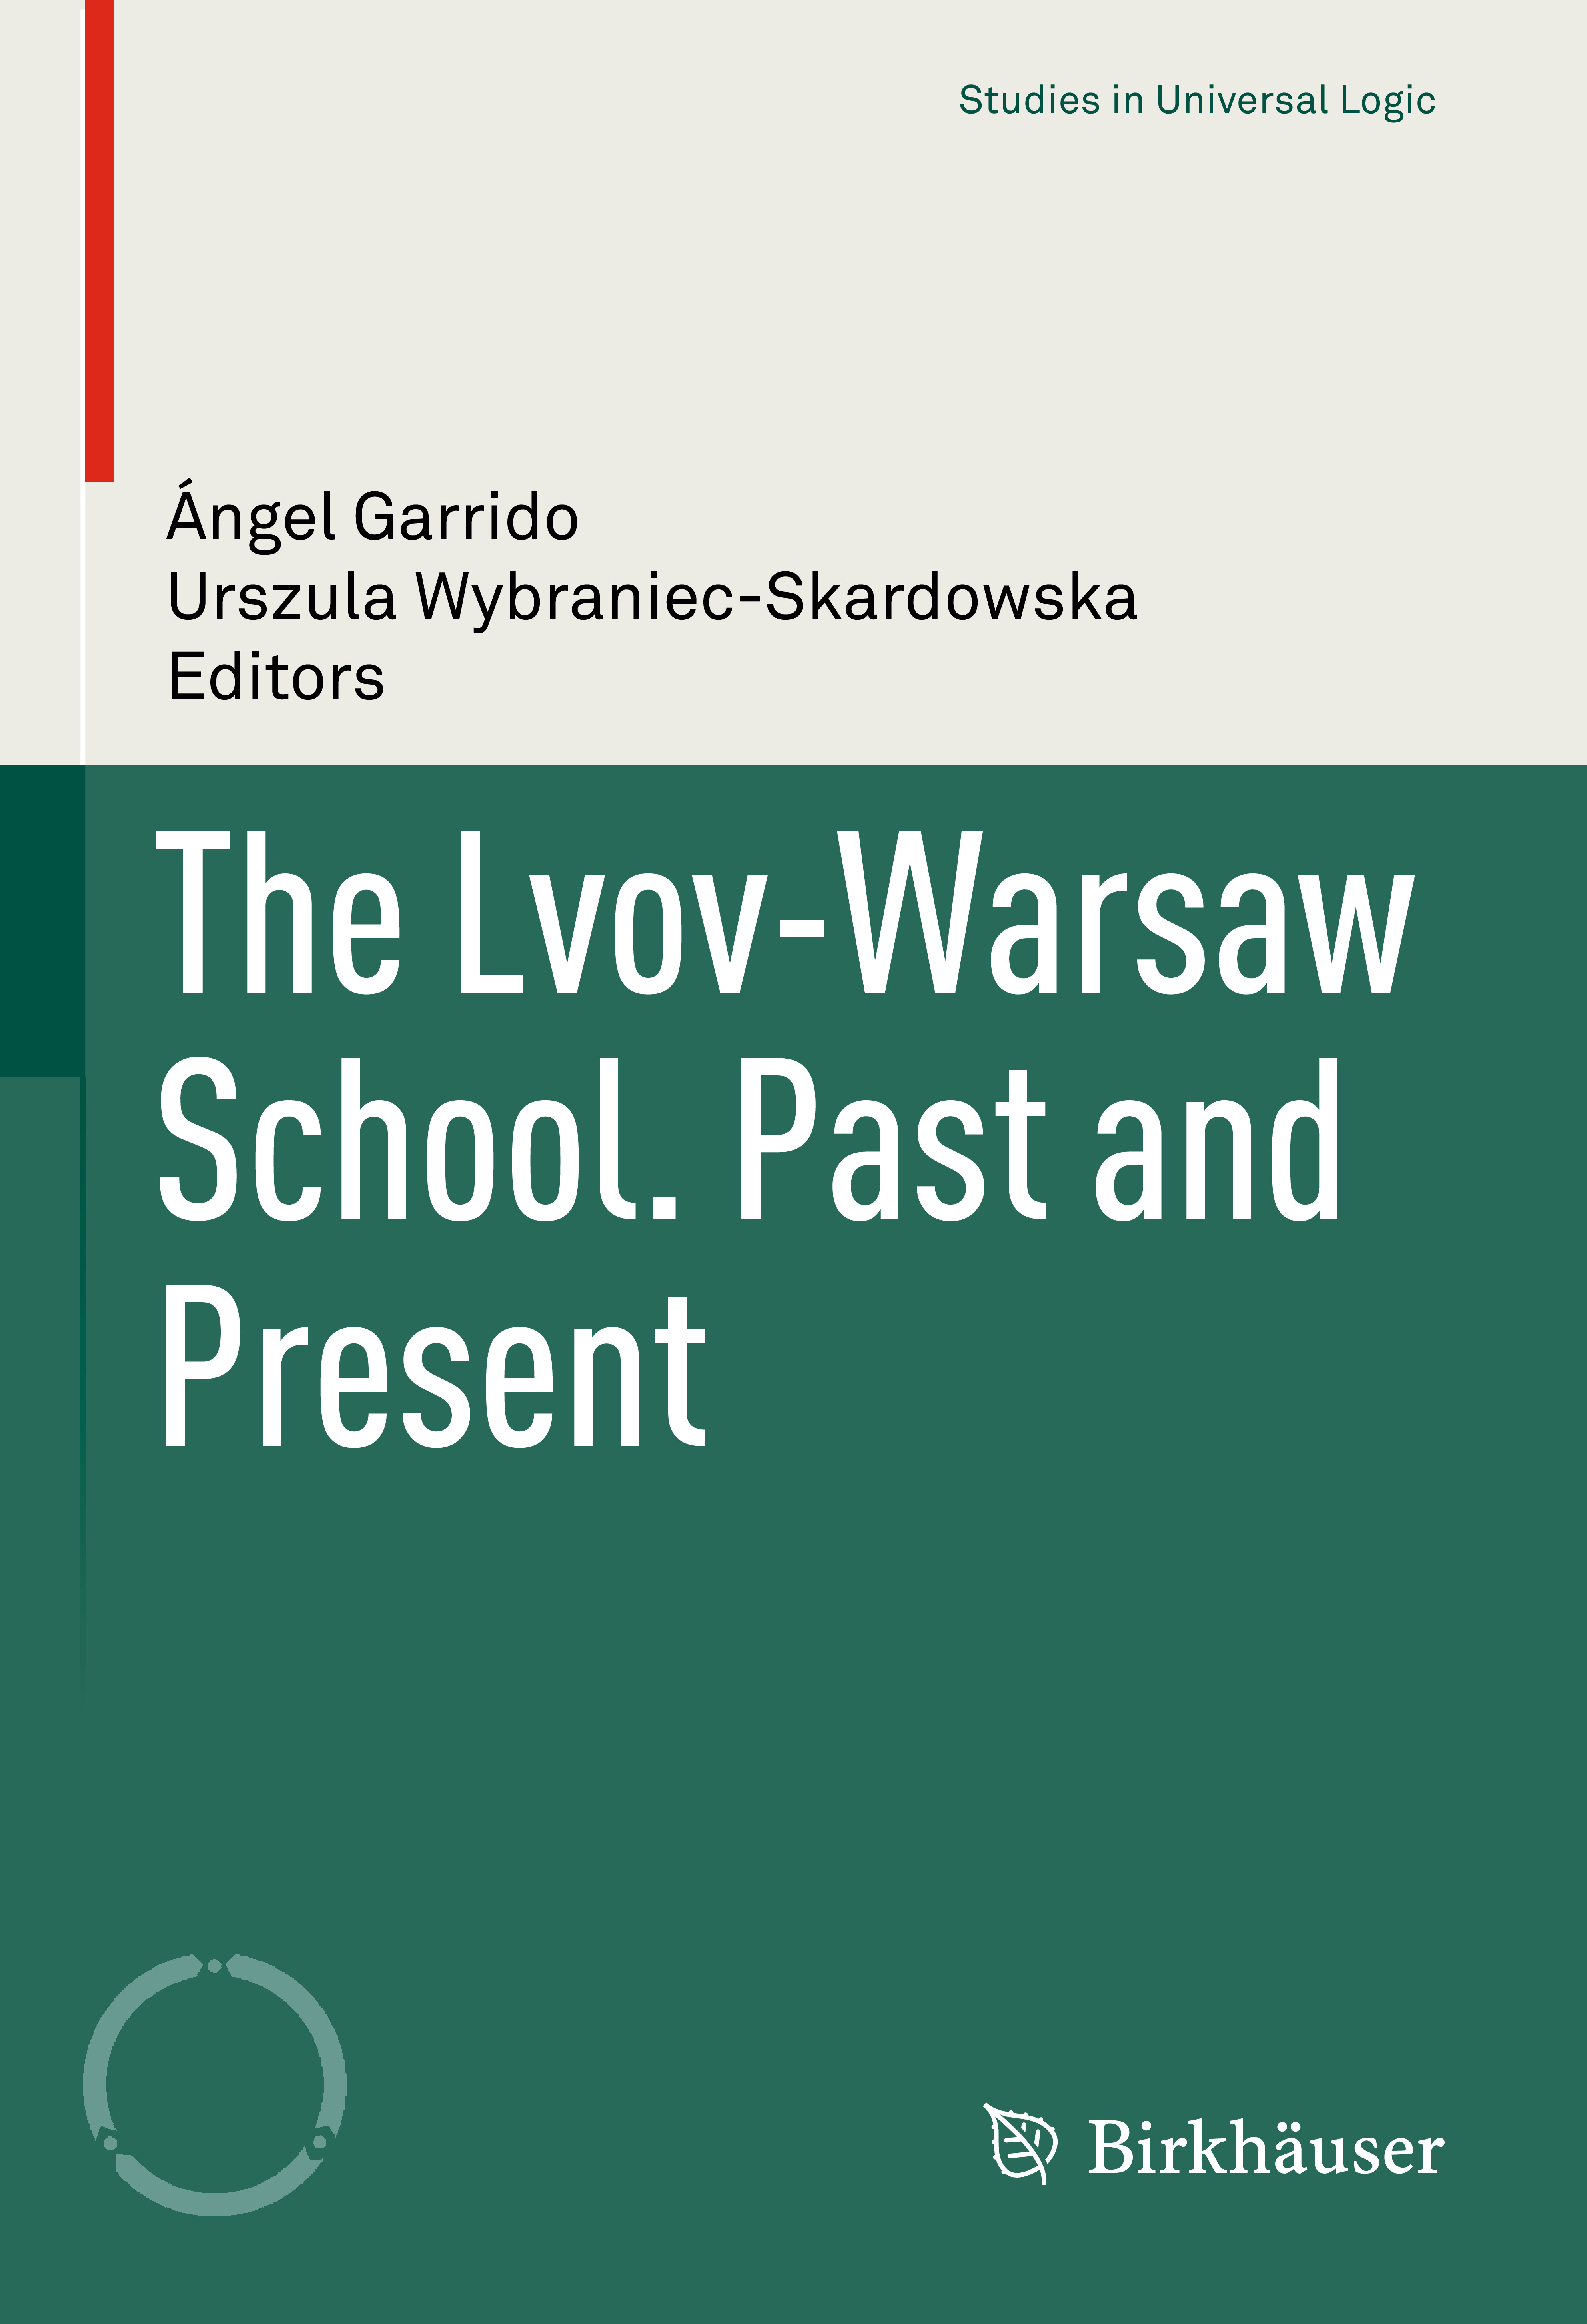 Studies in Universal Logic
Ángel Garrido
Urszula Wybraniec-Skardowska
Editors
The Lvov-Warsaw
School. Past and
Present
Birkhäuser